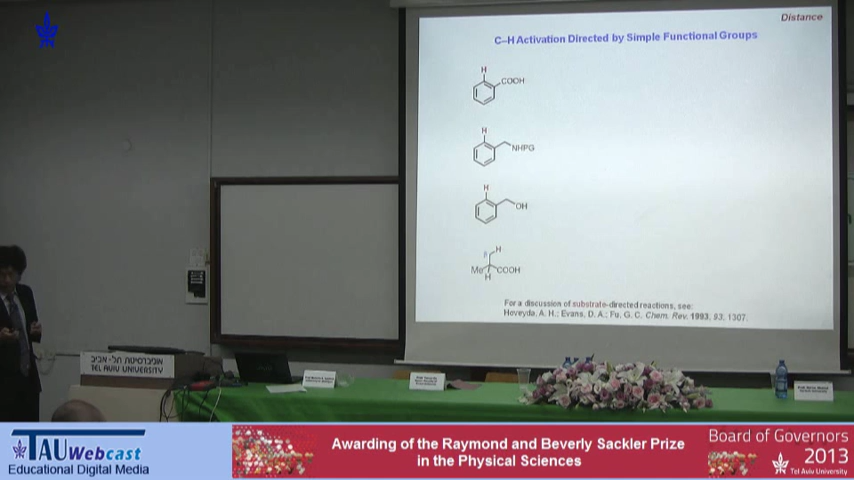 Distance
C–H Activation Directed by Simple Functional Groups
H
COOH
H
NHPG
H
OH
β
H
Me
COOH
H
For a discussion of substrate-directed reactions, see:
Hoveyda, A. H.; Evans, D. A.; Fu, G. C. Chem. Rev. 1993, 93, 1307.
אוניברסיטת תל-אביב
TEL AVIV UNIVERSITY
TAU Webcast
Educational Digital Media
Awarding of the Raymond and Beverly Sackler Prize
in the Physical Sciences
Board of Governors
2013
Tel Aviv University